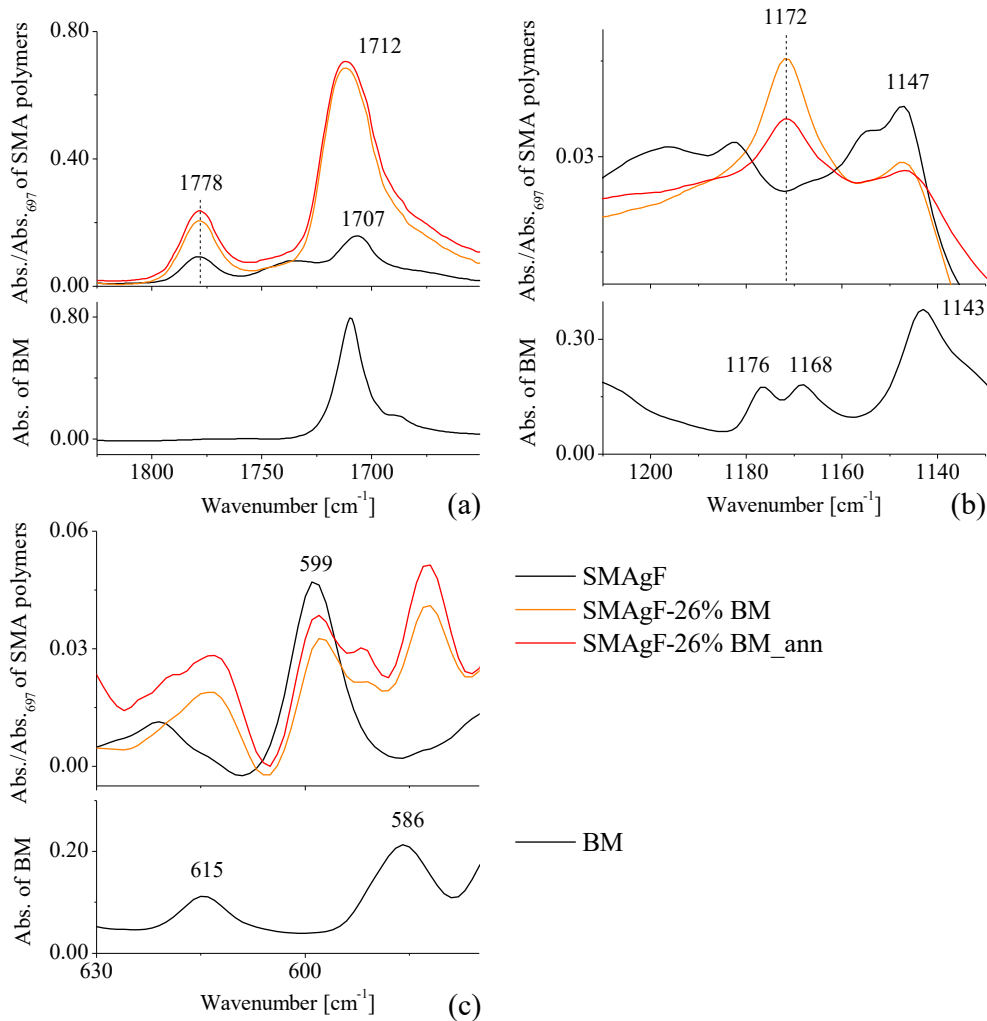 0.80
0.40
0.00
Abs./Abs.₆₉₇ of SMA polymers
1712
1778
1707
0.80
0.00
Abs. of BM
1800 1750 1700
Wavenumber [cm⁻¹]
(a)
1172
1147
0.03
Abs./Abs.₆₉₇ of SMA polymers
1143
1176 1168
0.30
0.00
Abs. of BM
1200 1180 1160 1140
Wavenumber [cm⁻¹]
(b)
0.06
0.03
0.00
Abs./Abs.₆₉₇ of SMA polymers
599
586
615
0.20
0.00
Abs. of BM
630 600
Wavenumber [cm⁻¹]
(c)
SMAgF
SMAgF-26% BM
SMAgF-26% BM_ann
BM